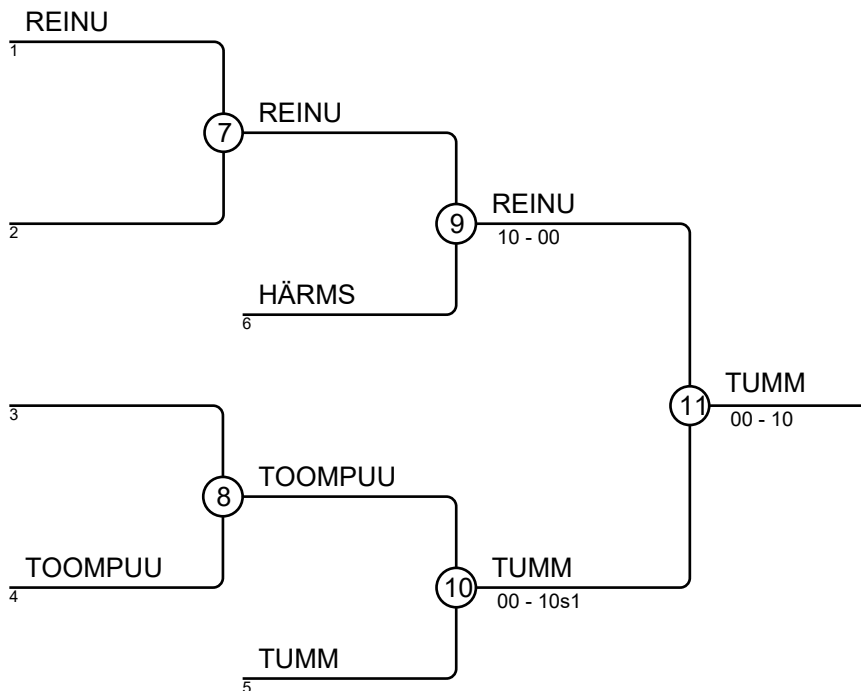 REINU
1
7
REINU
2
9
REINU
10 - 00
HÄRMS
6
3
11
TUMM
00 - 10
8
TOOMPUU
TOOMPUU
4
10
TUMM
00 - 10s1
TUMM
5